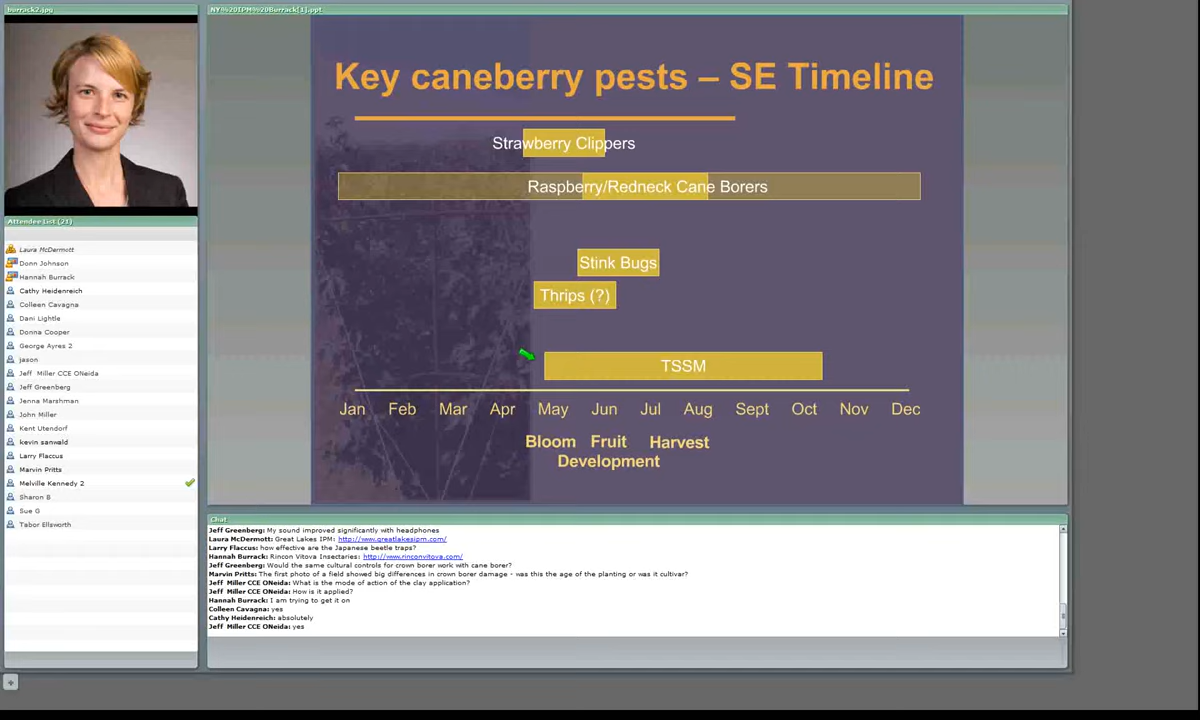 burrack2.jpg
NY%20IPM%20Burrack[1].ppt
Key caneberry pests – SE Timeline
Strawberry Clippers
Raspberry/Redneck Cane Borers
Stink Bugs
Thrips (?)
TSSM
Jan Feb Mar Apr May Jun Jul Aug Sept Oct Nov Dec
Bloom Fruit Harvest
Development
Attendee List (21)
Laura McDermott
Donn Johnson
Hannah Burrack
Cathy Heidenreich
Colleen Cavagna
Dani Lightle
Donna Cooper
George Ayres 2
jason
Jeff Miller CCE ONeida
Jeff Greenberg
Jenna Marshman
John Miller
Kent Utendorf
kevin sanwald
Larry Flaccus
Marvin Pritts
Melville Kennedy 2
Sharon B
Sue G
Tabor Ellsworth
Chat
Jeff Greenberg: My sound improved significantly with headphones
Laura McDermott: Great Lakes IPM: http://www.greatlakesipm.com/
Larry Flaccus: how effective are the Japanese beetle traps?
Hannah Burrack: Rincon Vitova Insectaries: http://www.rinconvitova.com/
Jeff Greenberg: Would the same cultural controls for crown borer work with cane borer?
Marvin Pritts: The first photo of a field showed big differences in crown borer damage - was this the age of the planting or was it cultivar?
Jeff Miller CCE ONeida: What is the mode of action of the clay application?
Jeff Miller CCE ONeida: How is it applied?
Hannah Burrack: I am trying to get it on
Colleen Cavagna: yes
Cathy Heidenreich: absolutely
Jeff Miller CCE ONeida: yes